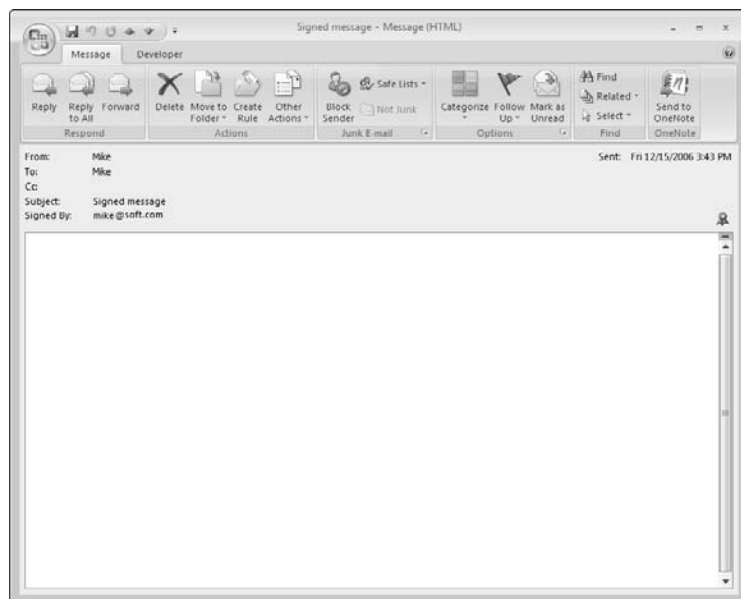 Signed message - Message (HTML)
Message Developer
Reply Reply to All Forward
Respond
Delete Move to Folder Create Rule Other Actions
Actions
Block Sender Safe Lists Not Junk
Junk E-mail
Categorize Follow Up Mark as Unread
Options
Find
Related
Select
Find
Send to OneNote
OneNote
From: Mike Sent: Fri 12/15/2006 3:43 PM
To: Mike
Cc:
Subject: Signed message
Signed By: mike@soft.com